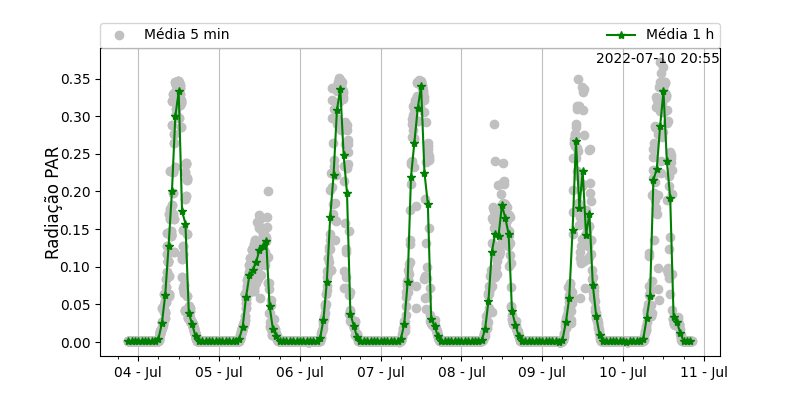 Média 5 min
Média 1 h
2022-07-10 20:55
Radiação PAR
0.35
0.30
0.25
0.20
0.15
0.10
0.05
0.00
04 - Jul
05 - Jul
06 - Jul
07 - Jul
08 - Jul
09 - Jul
10 - Jul
11 - Jul